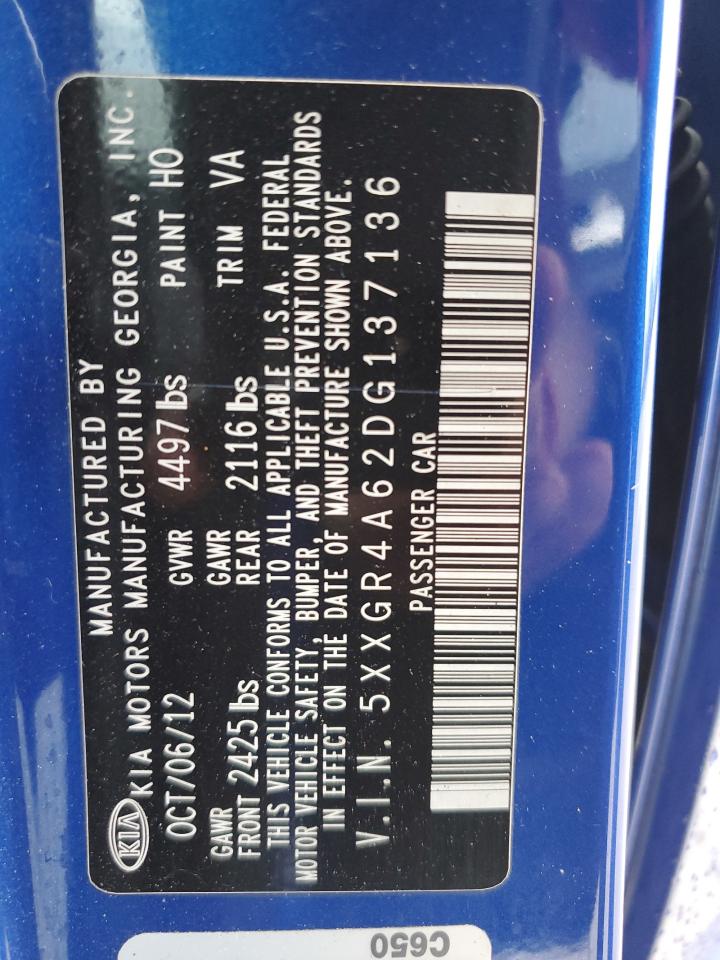 MANUFACTURED BY
KIA KIA MOTORS MANUFACTURING GEORGIA, INC.
OCT/06/12 GVWR 4497 lbs PAINT HO
GAWR GAWR
FRONT 2425 lbs REAR 2116 lbs TRIM VA
THIS VEHICLE CONFORMS TO ALL APPLICABLE U.S.A. FEDERAL
MOTOR VEHICLE SAFETY, BUMPER, AND THEFT PREVENTION STANDARDS
IN EFFECT ON THE DATE OF MANUFACTURE SHOWN ABOVE.
V.I.N. 5XXGR4A62DG137136
PASSENGER CAR
C650